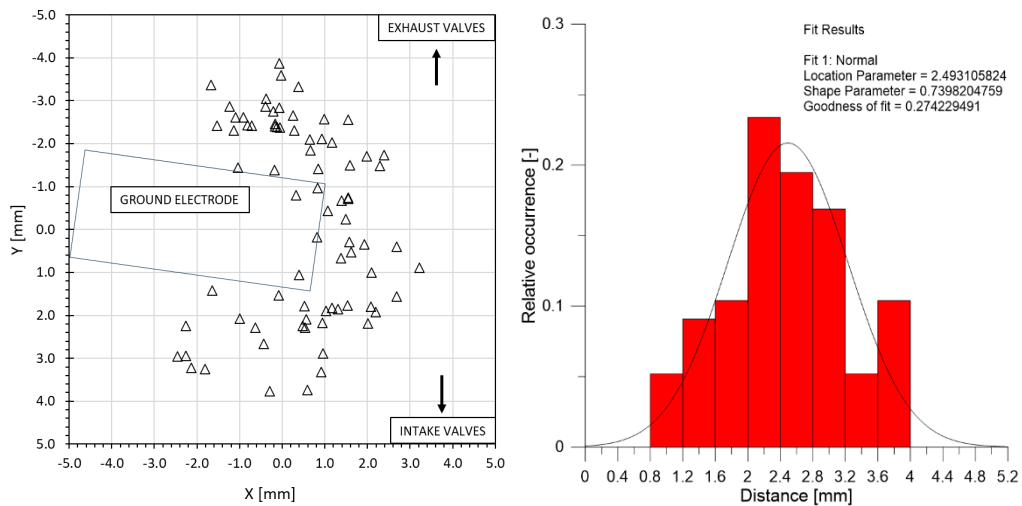 -5.0
EXHAUST VALVES
-4.0
-3.0
-2.0
-1.0
GROUND ELECTRODE
0.0
1.0
2.0
3.0
4.0
INTAKE VALVES
5.0
Y [mm]
-5.0 -4.0 -3.0 -2.0 -1.0 0.0 1.0 2.0 3.0 4.0 5.0
X [mm]
0.3
Fit Results
Fit 1: Normal
Location Parameter = 2.493105824
Shape Parameter = 0.7398204759
Goodness of fit = 0.274229491
0.2
0.1
0
Relative occurrence [-]
0 0.4 0.8 1.2 1.6 2 2.4 2.8 3.2 3.6 4 4.4 4.8 5.2
Distance [mm]